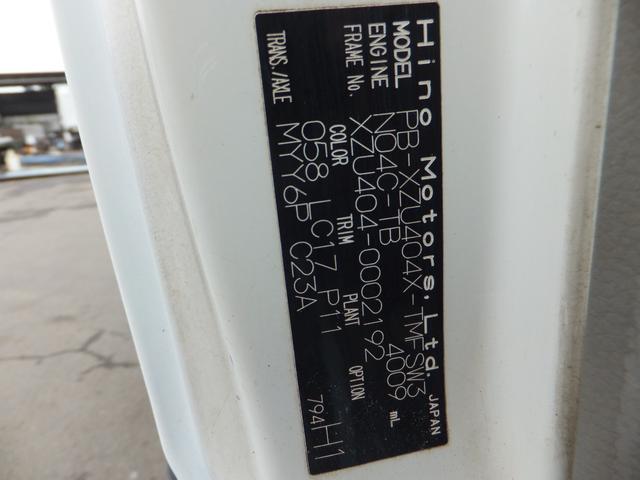 Hino Motors, Ltd. JAPAN
MODEL PB-XZU404X-TMFSW3
ENGINE N04C-TB 4009 mL
FRAME No. XZU404-0002192
COLOR TRIM PLANT OPTION
058 LC17 P11
TRANS./AXLE MYY6P C23A 794H1